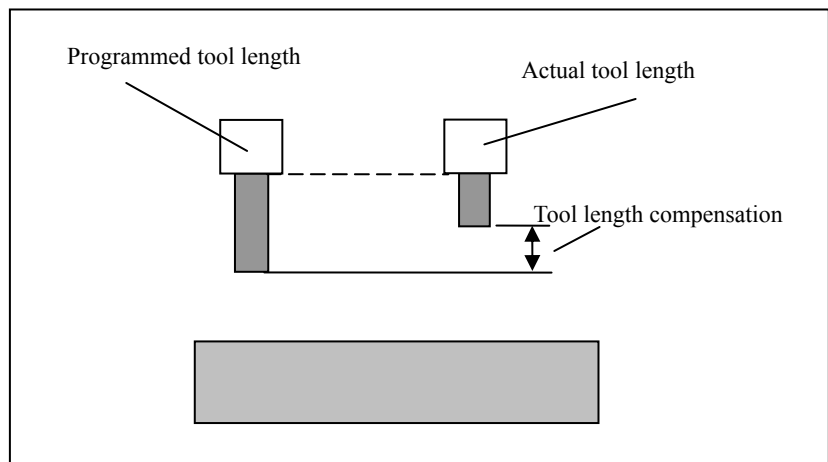 Programmed tool length
Actual tool length
Tool length compensation